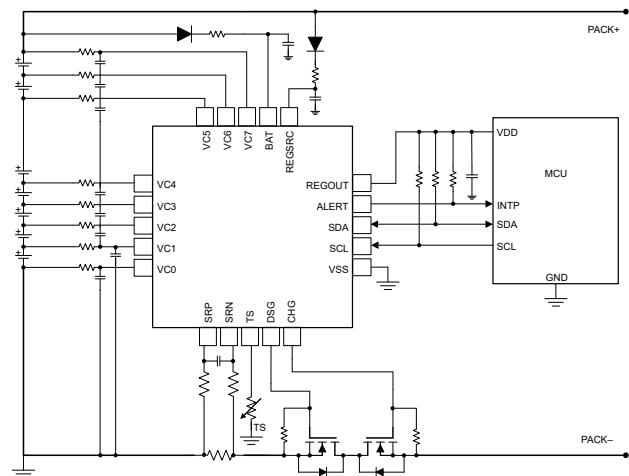 PACK+
VC5
VC6
VC7
BAT
REGSRC
VDD
MCU
VC4
REGOUT
VC3
ALERT
INTP
VC2
SDA
SDA
VC1
SCL
SCL
VC0
VSS
GND
SRP
SRN
TS
DSG
CHG
TS
PACK–